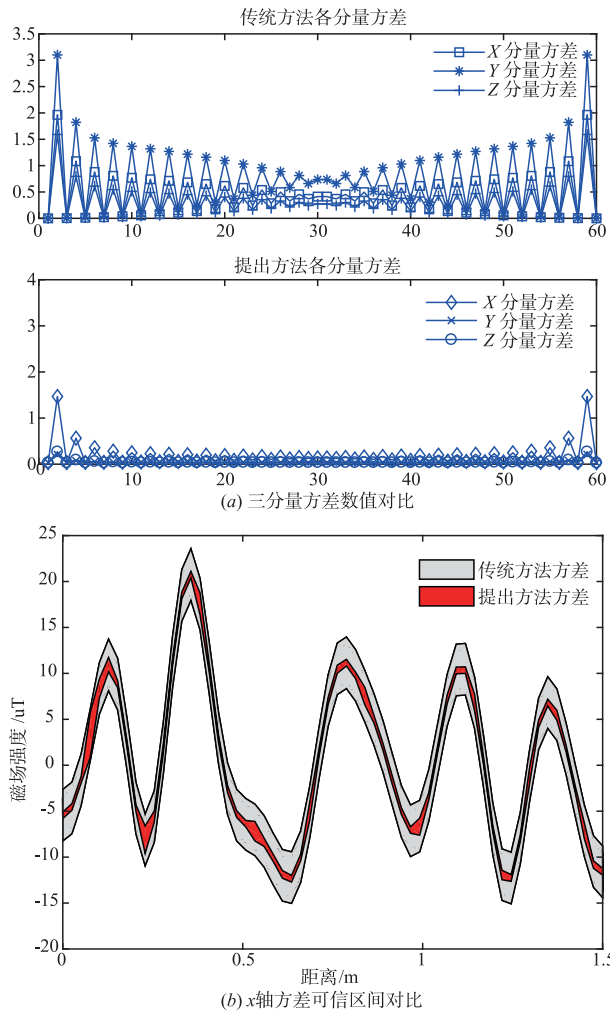 传统方法各分量方差
3.5
3
2.5
2
1.5
1
0.5
0
X 分量方差
Y 分量方差
Z 分量方差
0 10 20 30 40 50 60
提出方法各分量方差
4
3
2
1
0
X 分量方差
Y 分量方差
Z 分量方差
0 10 20 30 40 50 60
(a) 三分量方差数值对比
25
20
15
10
5
0
-5
-10
-15
-20
磁场强度 /uT
传统方法方差
提出方法方差
0 0.5 1 1.5
距离/m
(b) x轴方差可信区间对比